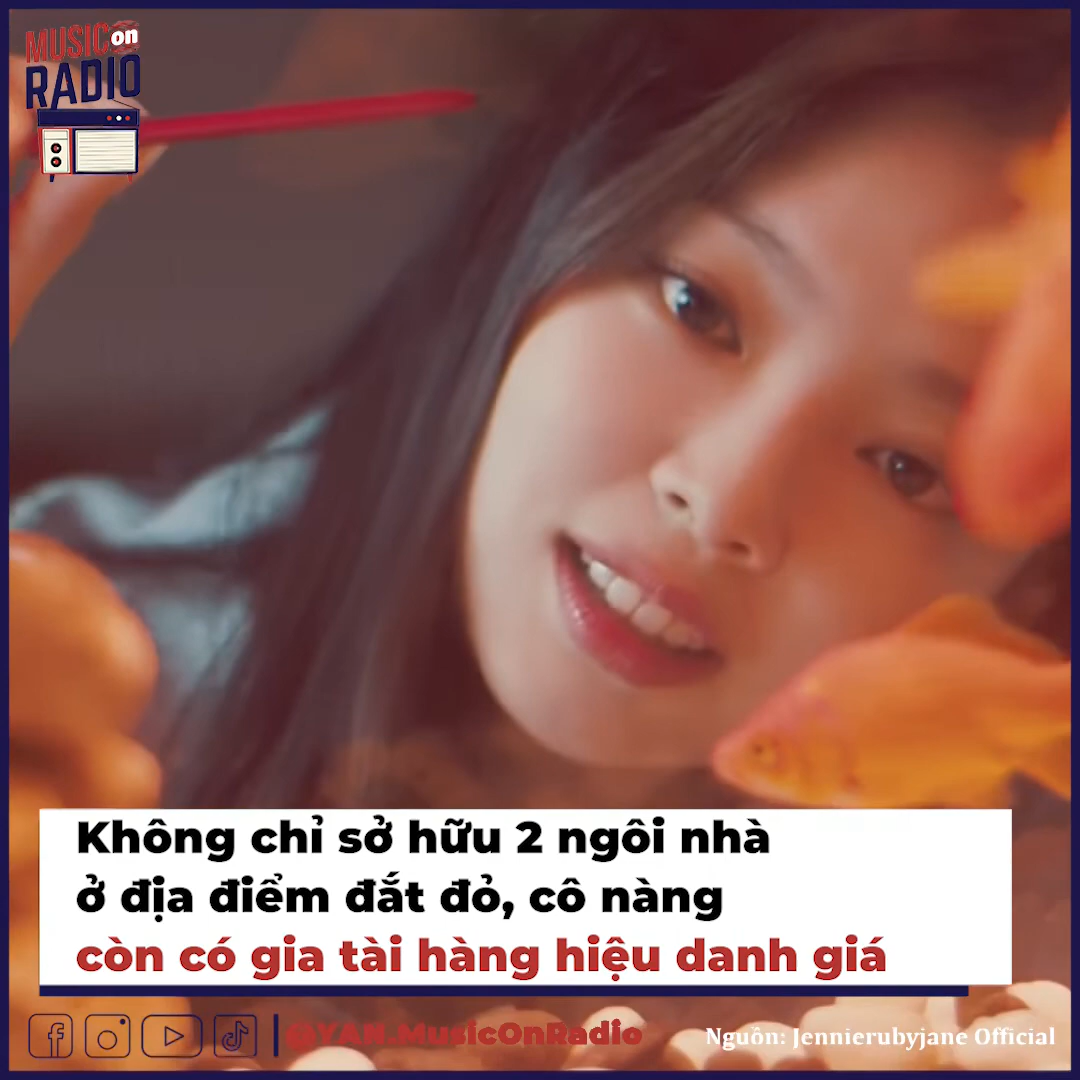 MUSIC on
RADIO
Không chỉ sở hữu 2 ngôi nhà
ở địa điểm đắt đỏ, cô nàng
còn có gia tài hàng hiệu danh giá
@YAN.MusicOnRadio
Nguồn: Jennierubyjane Official